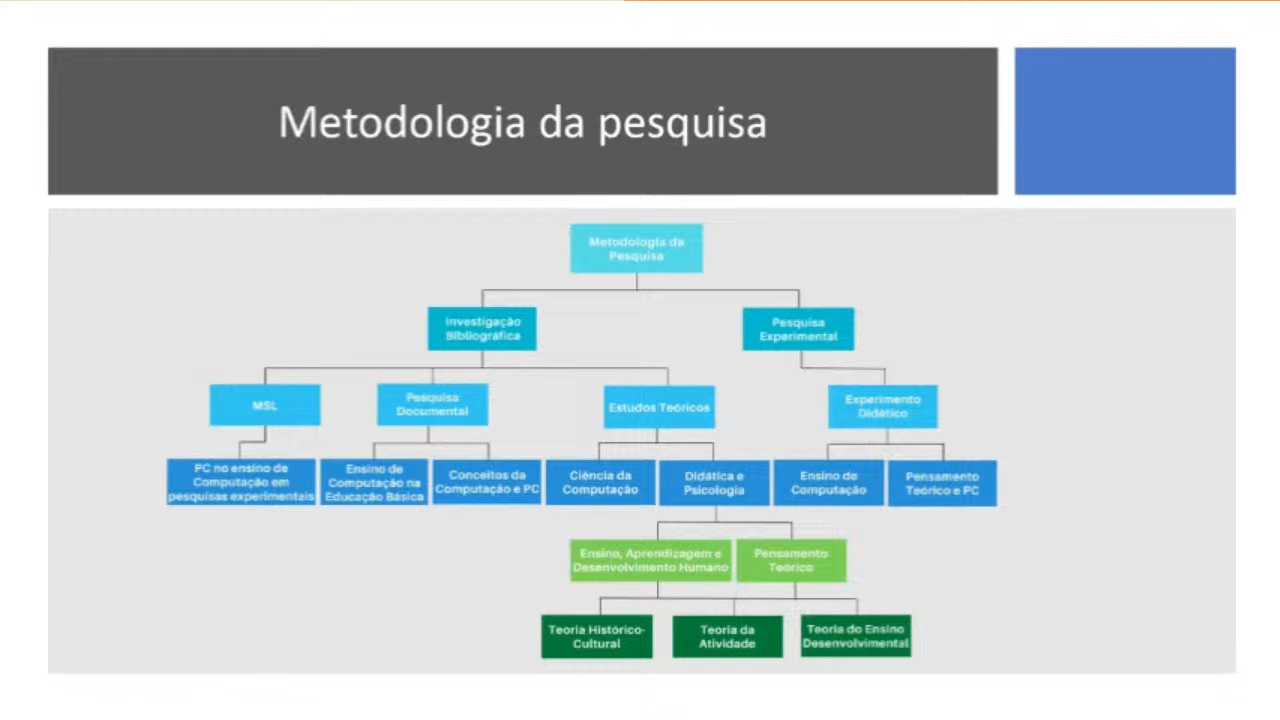 Metodologia da pesquisa
Metodologia da
Pesquisa
Investigação
Bibliográfica
Pesquisa
Experimental
MSL
Pesquisa
Documental
Estudos Teóricos
Experimento
Didático
PC no ensino de
Computação em
pesquisas experimentais
Ensino de
Computação na
Educação Básica
Conceitos da
Computação e PC
Ciência da
Computação
Didática e
Psicologia
Ensino de
Computação
Pensamento
Teórico e PC
Ensino, Aprendizagem e
Desenvolvimento Humano
Pensamento
Teórico
Teoria Histórico-
Cultural
Teoria da
Atividade
Teoria do Ensino
Desenvolvimental